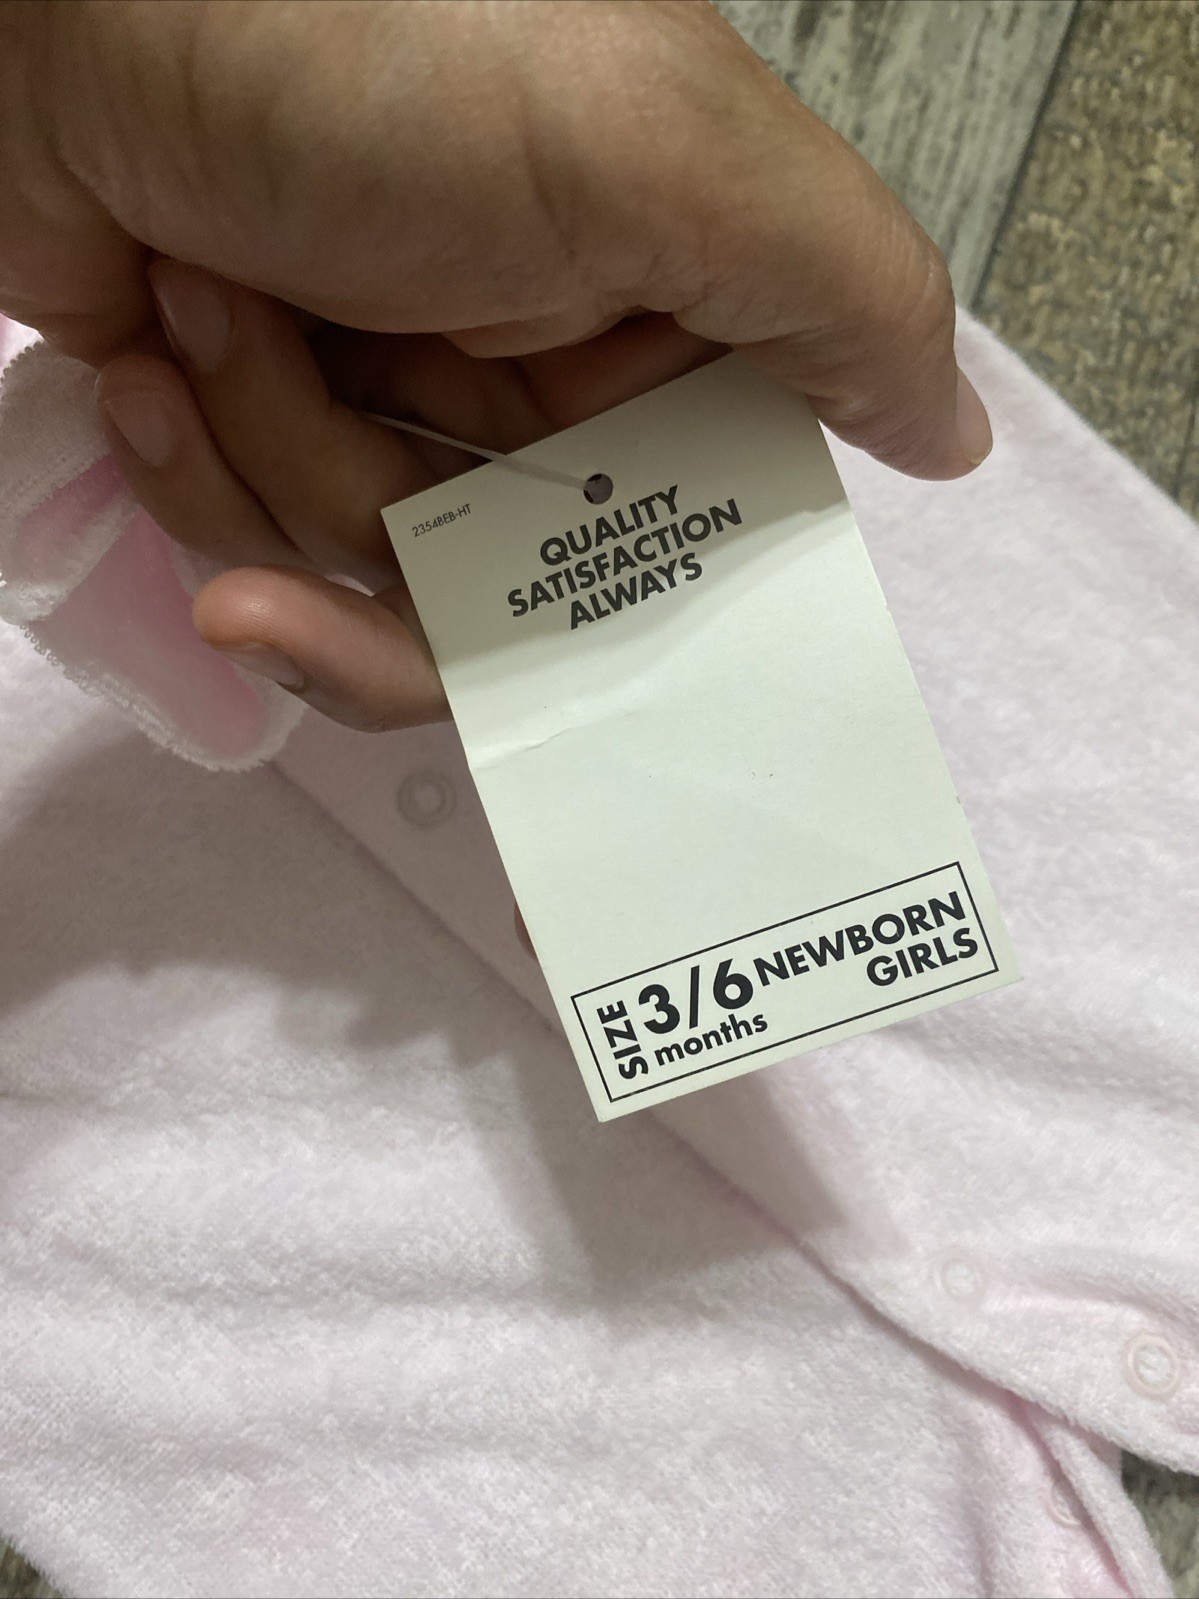 2354BEB-HT
QUALITY
SATISFACTION
ALWAYS
SIZE
3/6
months
NEWBORN
GIRLS